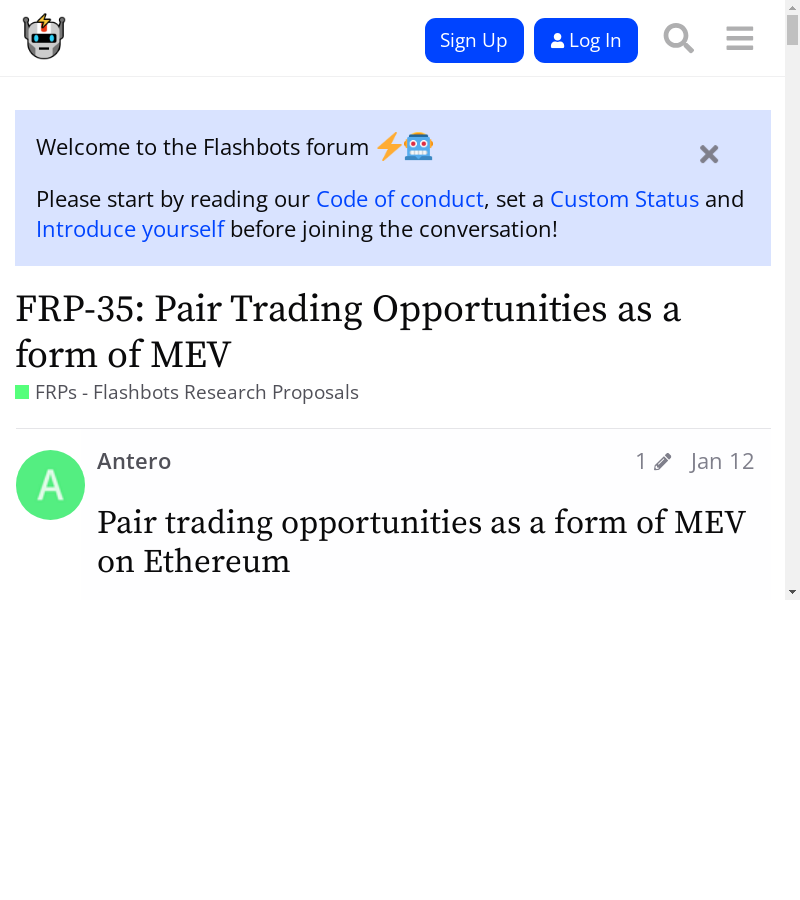 Sign Up
Log In
Welcome to the Flashbots forum
Please start by reading our Code of conduct, set a Custom Status and
Introduce yourself before joining the conversation!
FRP-35: Pair Trading Opportunities as a
form of MEV
FRPs - Flashbots Research Proposals
A
Antero
1
Jan 12
Pair trading opportunities as a form of MEV
on Ethereum